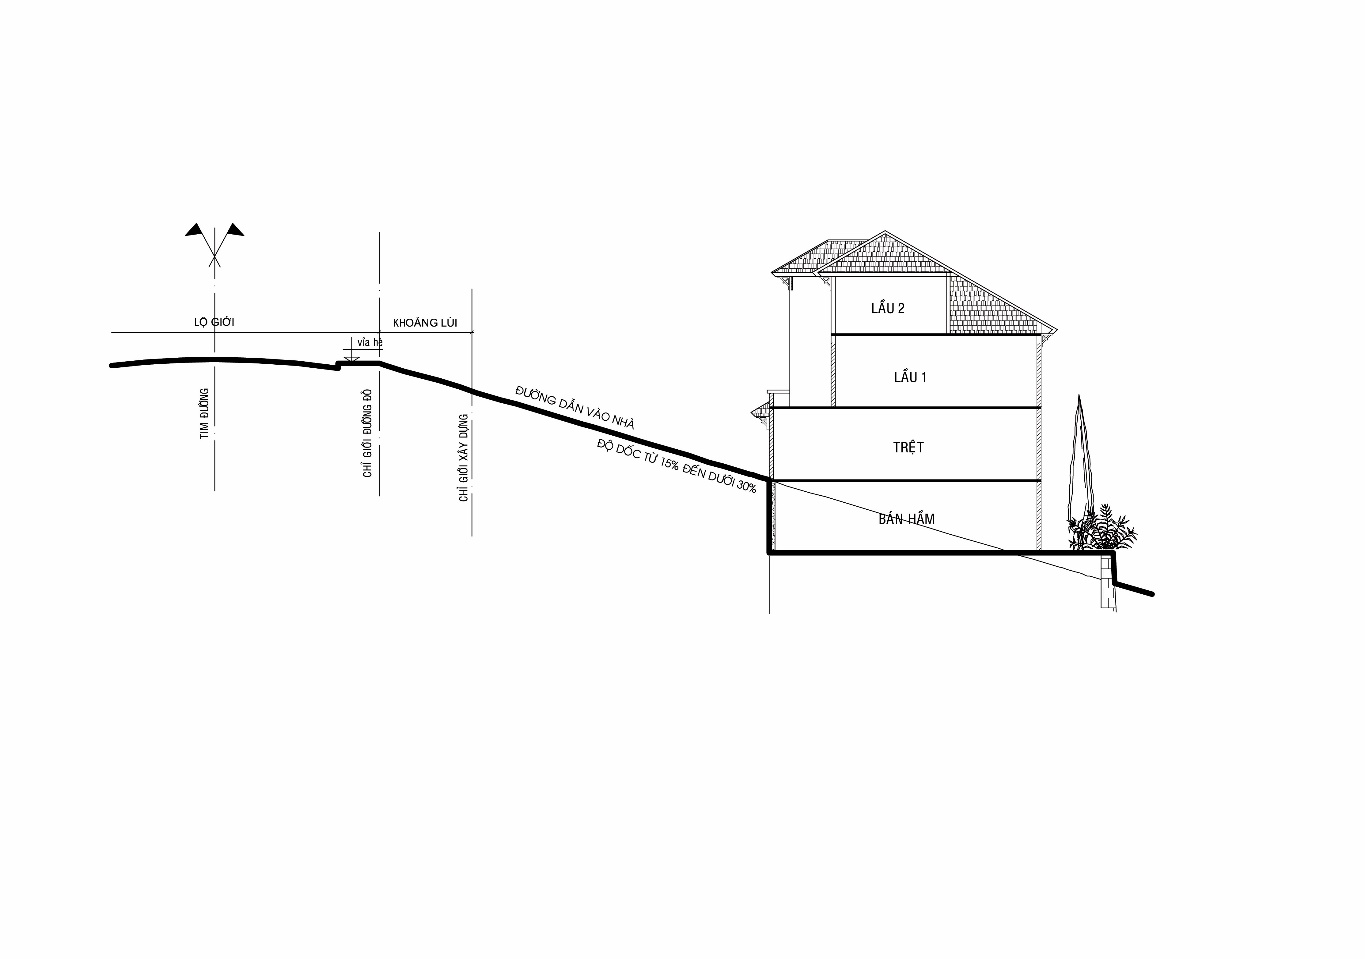 LỘ GIỚI
KHOẢNG LÙI
vỉa hè
TIM ĐƯỜNG
CHỈ GIỚI ĐƯỜNG ĐỎ
CHỈ GIỚI XÂY DỰNG
ĐƯỜNG DẪN VÀO NHÀ
ĐỘ DỐC TỪ 15% ĐẾN DƯỚI 30%
LẦU 2
LẦU 1
TRỆT
BÁN HẦM